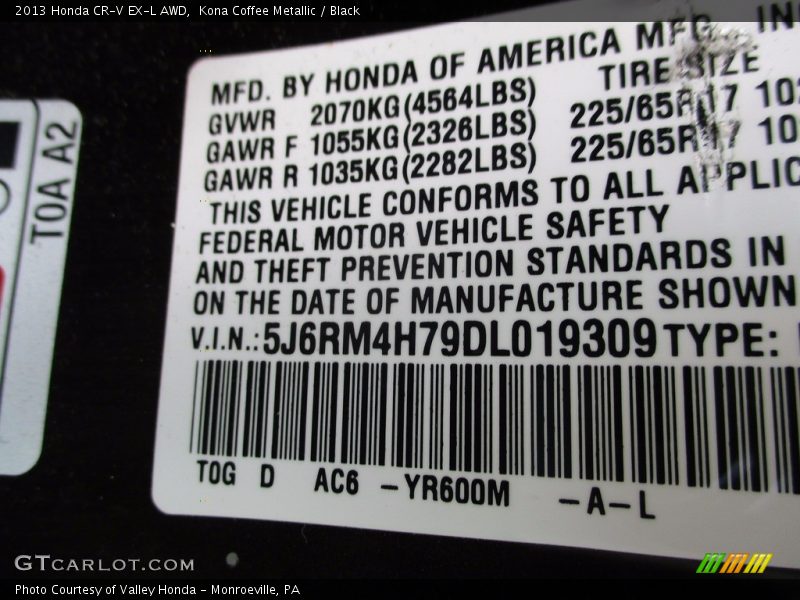 2013 Honda CR-V EX-L AWD, Kona Coffee Metallic / Black
T0A A2
MFD. BY HONDA OF AMERICA MFG. IN
TIRE SIZE
GVWR 2070KG(4564LBS)
GAWR F 1055KG(2326LBS) 225/65R17 10
GAWR R 1035KG(2282LBS) 225/65R17 10
THIS VEHICLE CONFORMS TO ALL APPLIC
FEDERAL MOTOR VEHICLE SAFETY
AND THEFT PREVENTION STANDARDS IN
ON THE DATE OF MANUFACTURE SHOWN
V.I.N.:5J6RM4H79DL019309 TYPE:
T0G D AC6 -YR600M -A-L
GTCARLOT.COM
Photo Courtesy of Valley Honda - Monroeville, PA